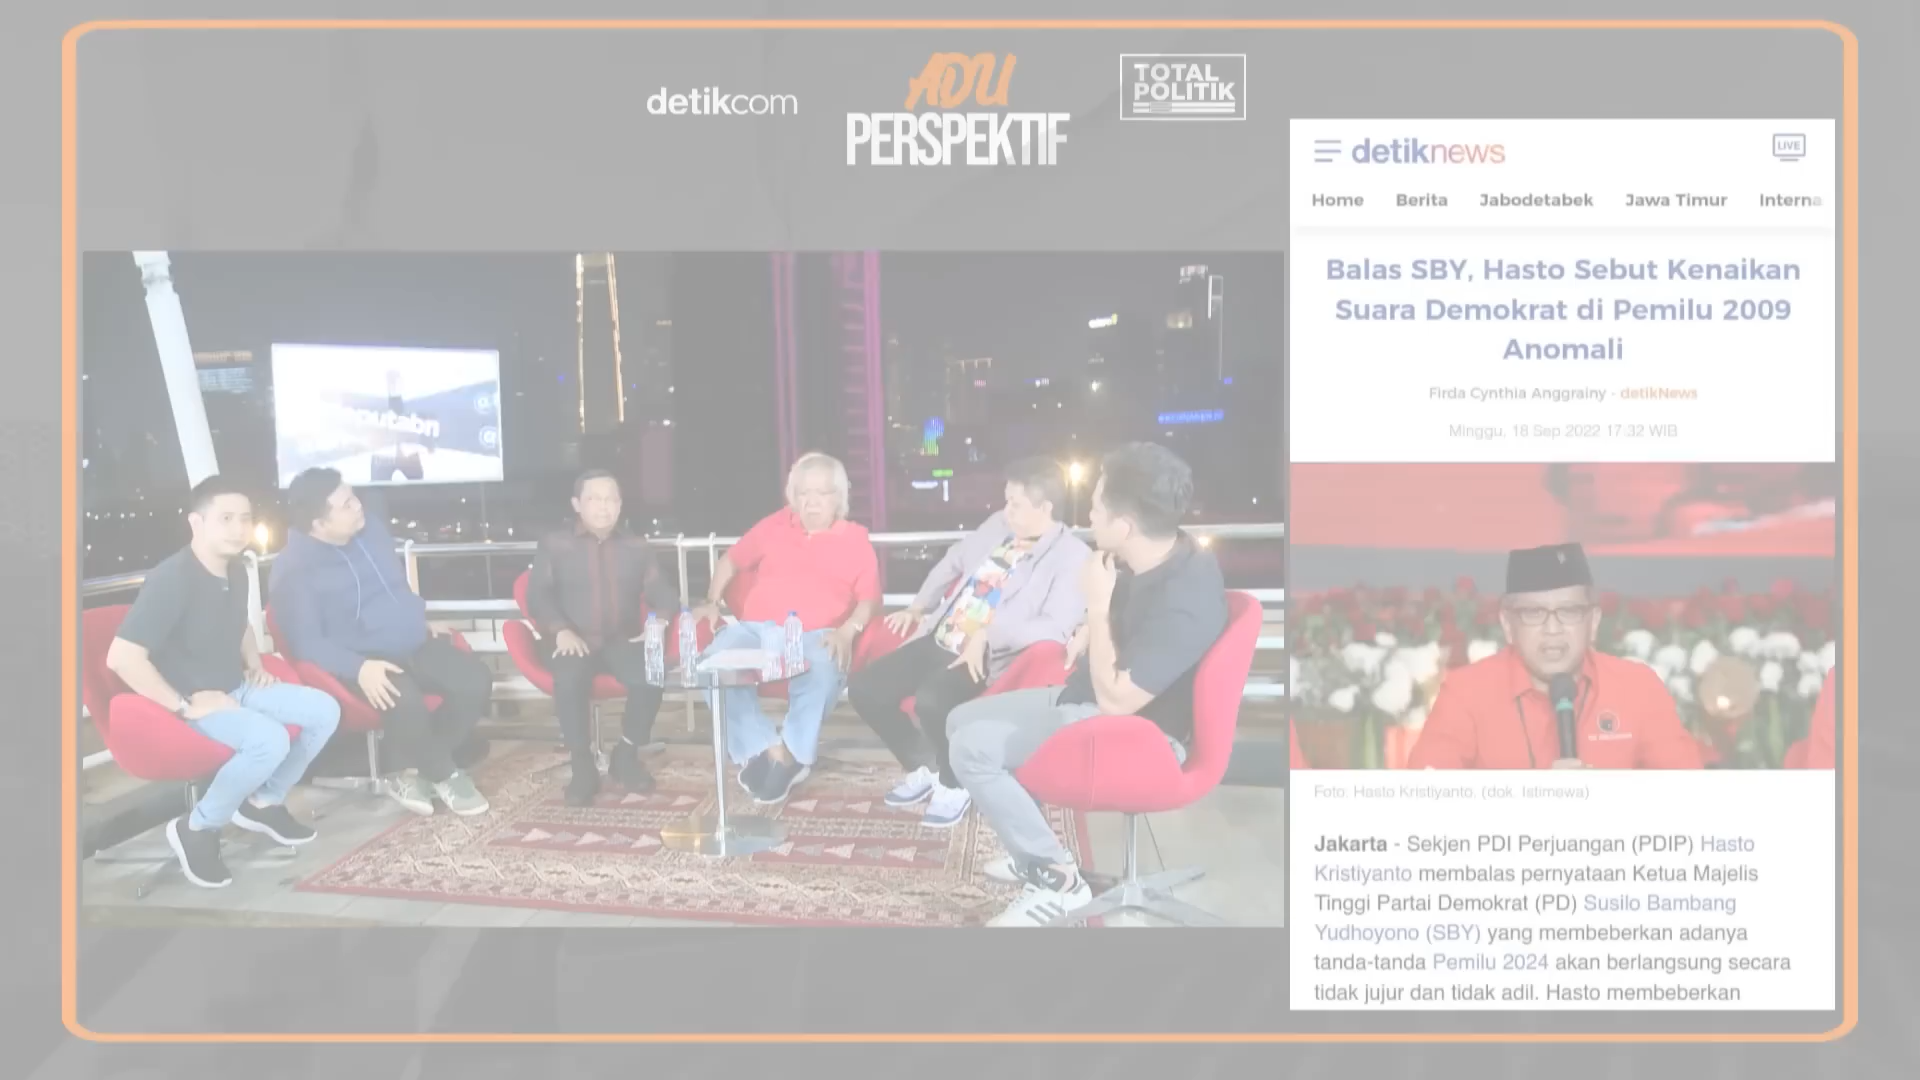 detikcom
ADU
PERSPEKTIF
TOTAL
POLITIK
detiknews
LIVE
Home Berita Jabodetabek Jawa Timur Interna
Balas SBY, Hasto Sebut Kenaikan
Suara Demokrat di Pemilu 2009
Anomali
Firda Cynthia Anggrainy - detikNews
Minggu, 18 Sep 2022 17:32 WIB
Foto: Hasto Kristiyanto. (dok. Istimewa)
Jakarta - Sekjen PDI Perjuangan (PDIP) Hasto
Kristiyanto membalas pernyataan Ketua Majelis
Tinggi Partai Demokrat (PD) Susilo Bambang
Yudhoyono (SBY) yang membeberkan adanya
tanda-tanda Pemilu 2024 akan berlangsung secara
tidak jujur dan tidak adil. Hasto membeberkan